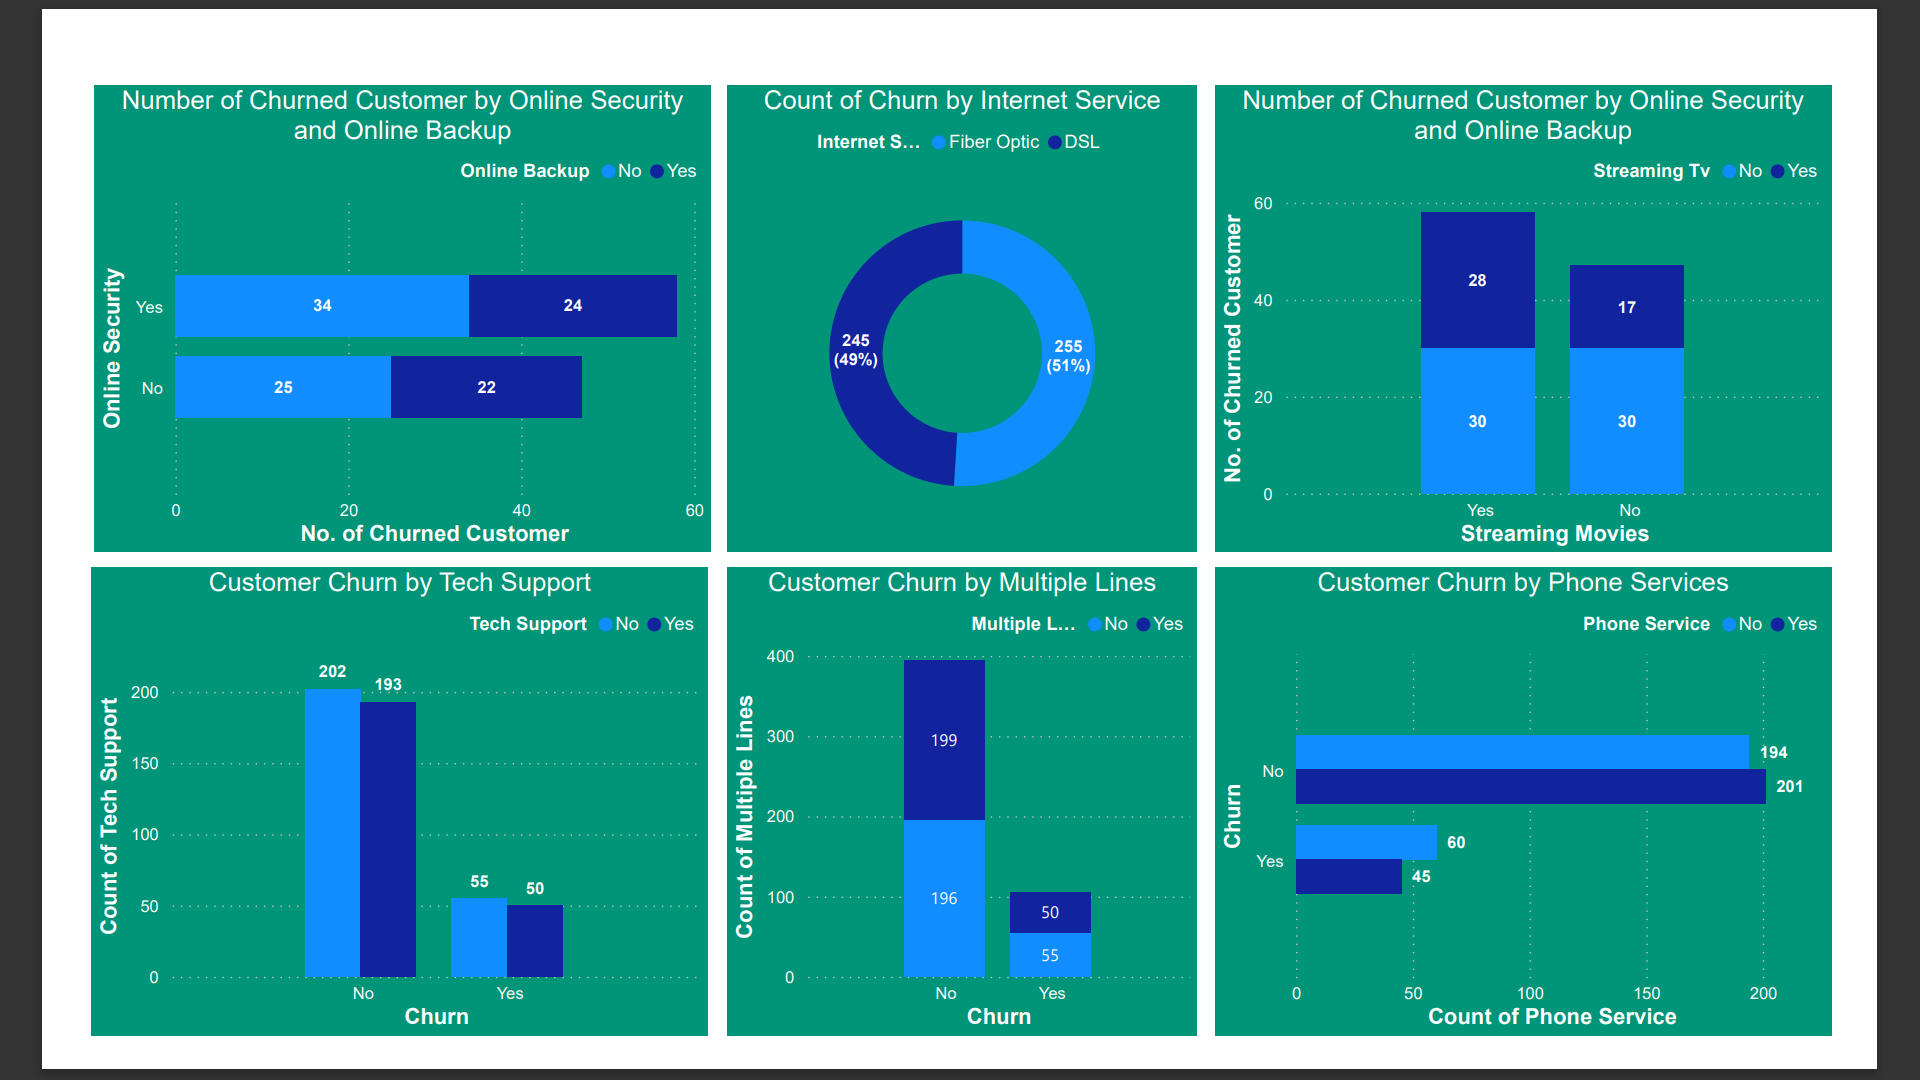 Number of Churned Customer by Online Security
and Online Backup
Online Backup No Yes
Online Security
Yes
34
24
No
25
22
0
20
40
60
No. of Churned Customer
Count of Churn by Internet Service
Internet S... Fiber Optic DSL
245
(49%)
255
(51%)
Number of Churned Customer by Online Security
and Online Backup
Streaming Tv No Yes
No. of Churned Customer
60
40
20
0
28
17
30
30
Yes
No
Streaming Movies
Customer Churn by Tech Support
Tech Support No Yes
Count of Tech Support
200
150
100
50
0
202
193
55
50
No
Yes
Churn
Customer Churn by Multiple Lines
Multiple L... No Yes
Count of Multiple Lines
400
300
200
100
0
199
196
50
55
No
Yes
Churn
Customer Churn by Phone Services
Phone Service No Yes
Churn
No
194
201
Yes
60
45
0
50
100
150
200
Count of Phone Service